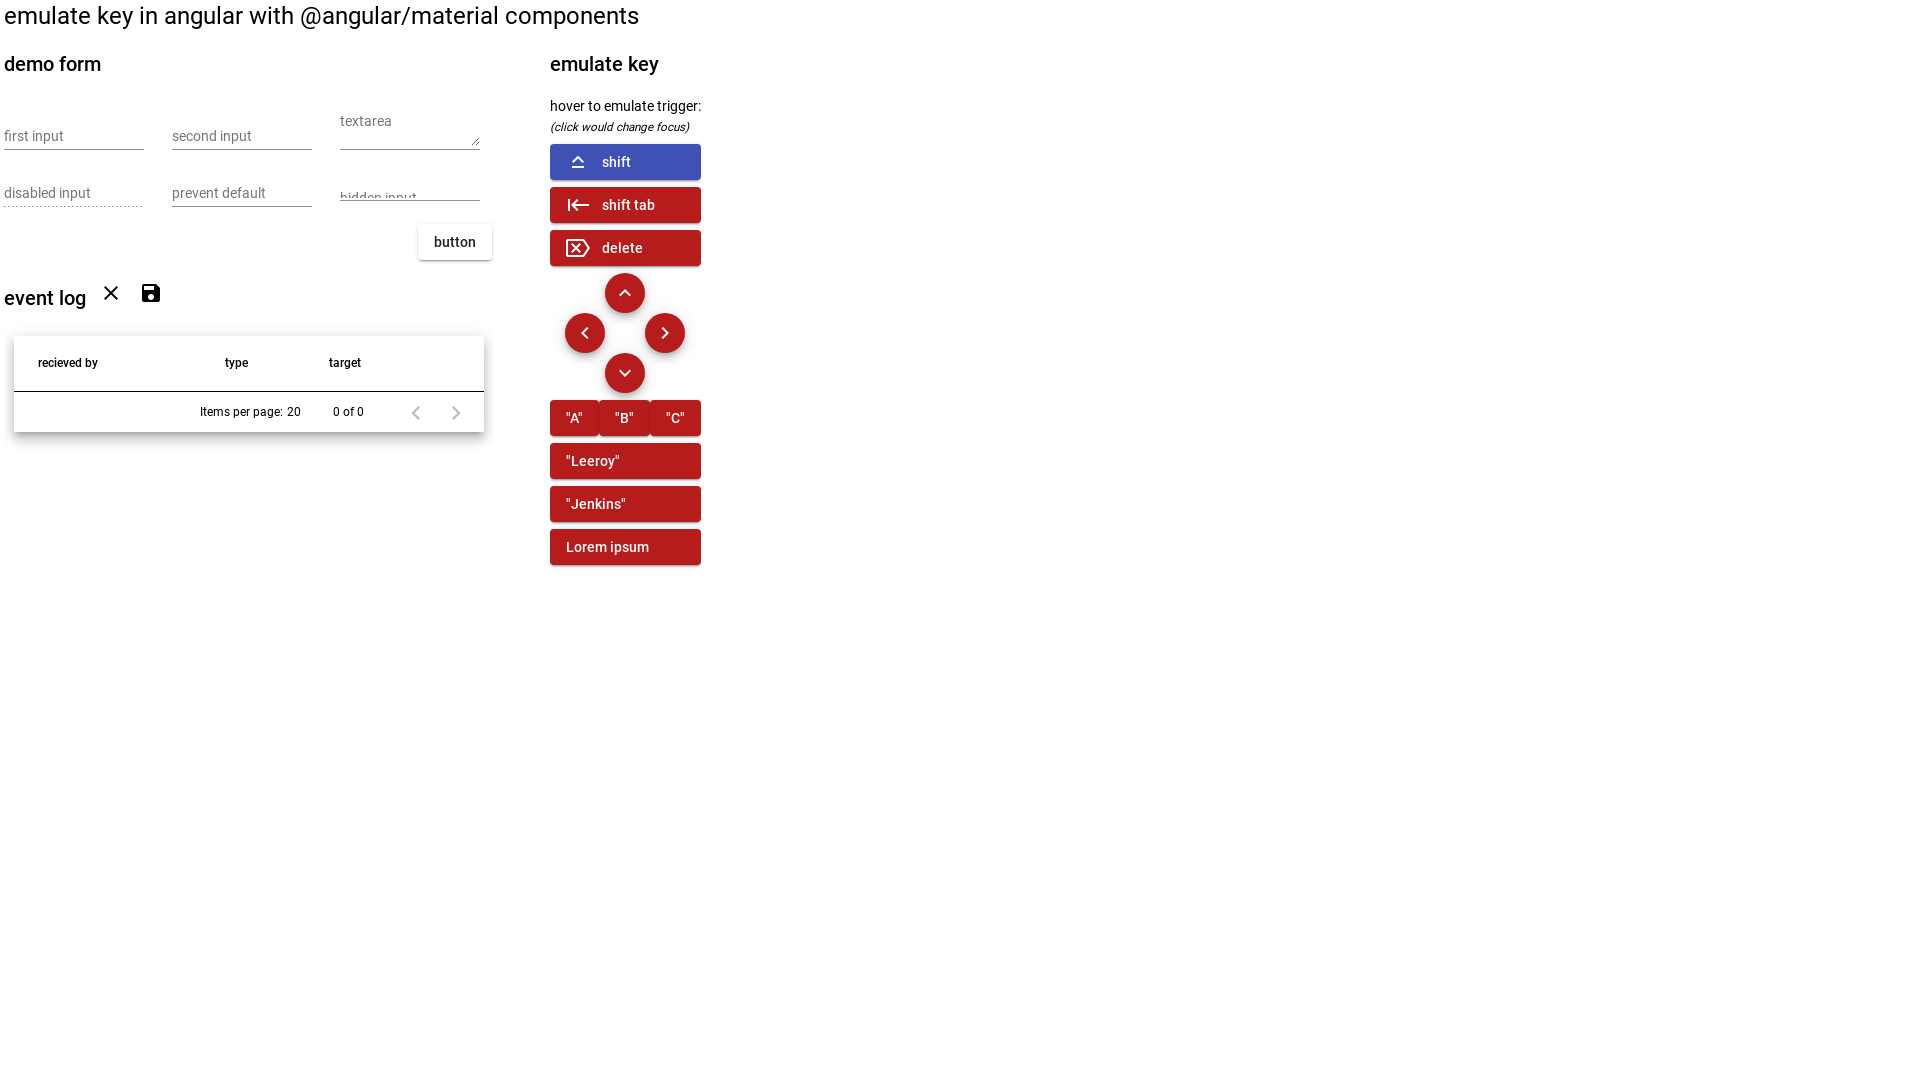 emulate key in angular with @angular/material components
demo form
first input
second input
textarea
disabled input
prevent default
hidden input
button
event log
recieved by
type
target
Items per page: 20
0 of 0
emulate key
hover to emulate trigger:
(click would change focus)
shift
shift tab
delete
"A"
"B"
"C"
"Leeroy"
"Jenkins"
Lorem ipsum